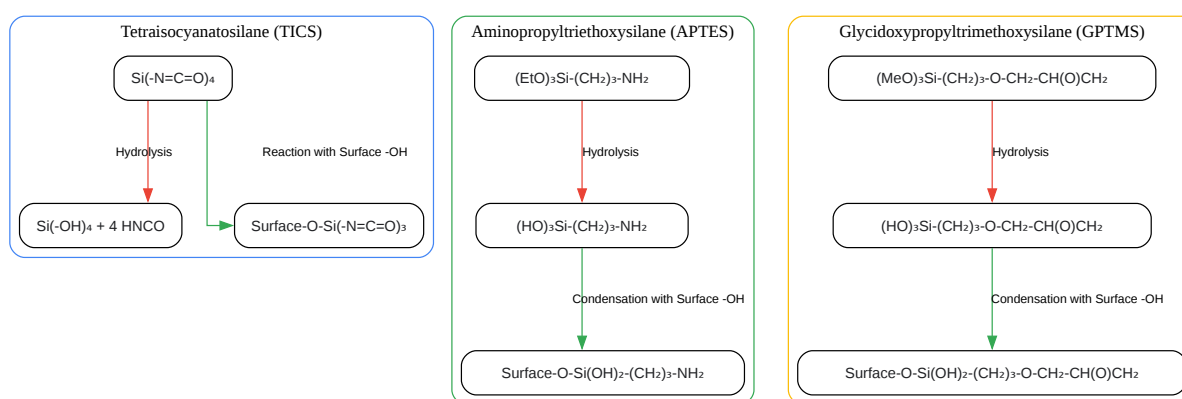 Tetraisocyanatosilane (TICS)
Si(-N=C=O)₄
Hydrolysis
Reaction with Surface -OH
Si(-OH)₄ + 4 HNCO
Surface-O-Si(-N=C=O)₃
Aminopropyltriethoxysilane (APTES)
(EtO)₃Si-(CH₂)₃-NH₂
Hydrolysis
(HO)₃Si-(CH₂)₃-NH₂
Condensation with Surface -OH
Surface-O-Si(OH)₂-(CH₂)₃-NH₂
Glycidoxypropyltrimethoxysilane (GPTMS)
(MeO)₃Si-(CH₂)₃-O-CH₂-CH(O)CH₂
Hydrolysis
(HO)₃Si-(CH₂)₃-O-CH₂-CH(O)CH₂
Condensation with Surface -OH
Surface-O-Si(OH)₂-(CH₂)₃-O-CH₂-CH(O)CH₂